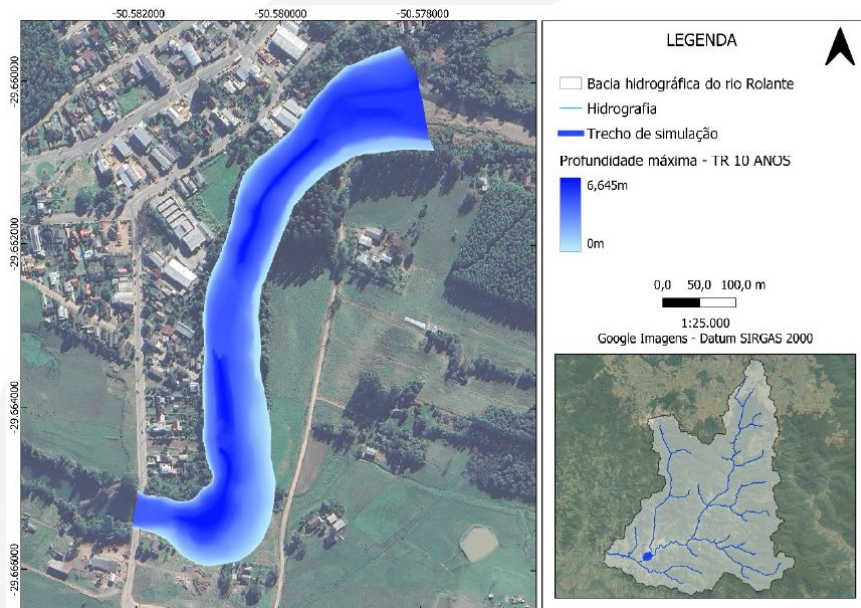 -50.582000
-50.580000
-50.578000
-29.660000
-29.662000
-29.664000
-29.666000
LEGENDA
Bacia hidrográfica do rio Rolante
Hidrografia
Trecho de simulação
Profundidade máxima - TR 10 ANOS
6,645m
0m
0,0 50,0 100,0 m
1:25.000
Google Imagens - Datum SIRGAS 2000